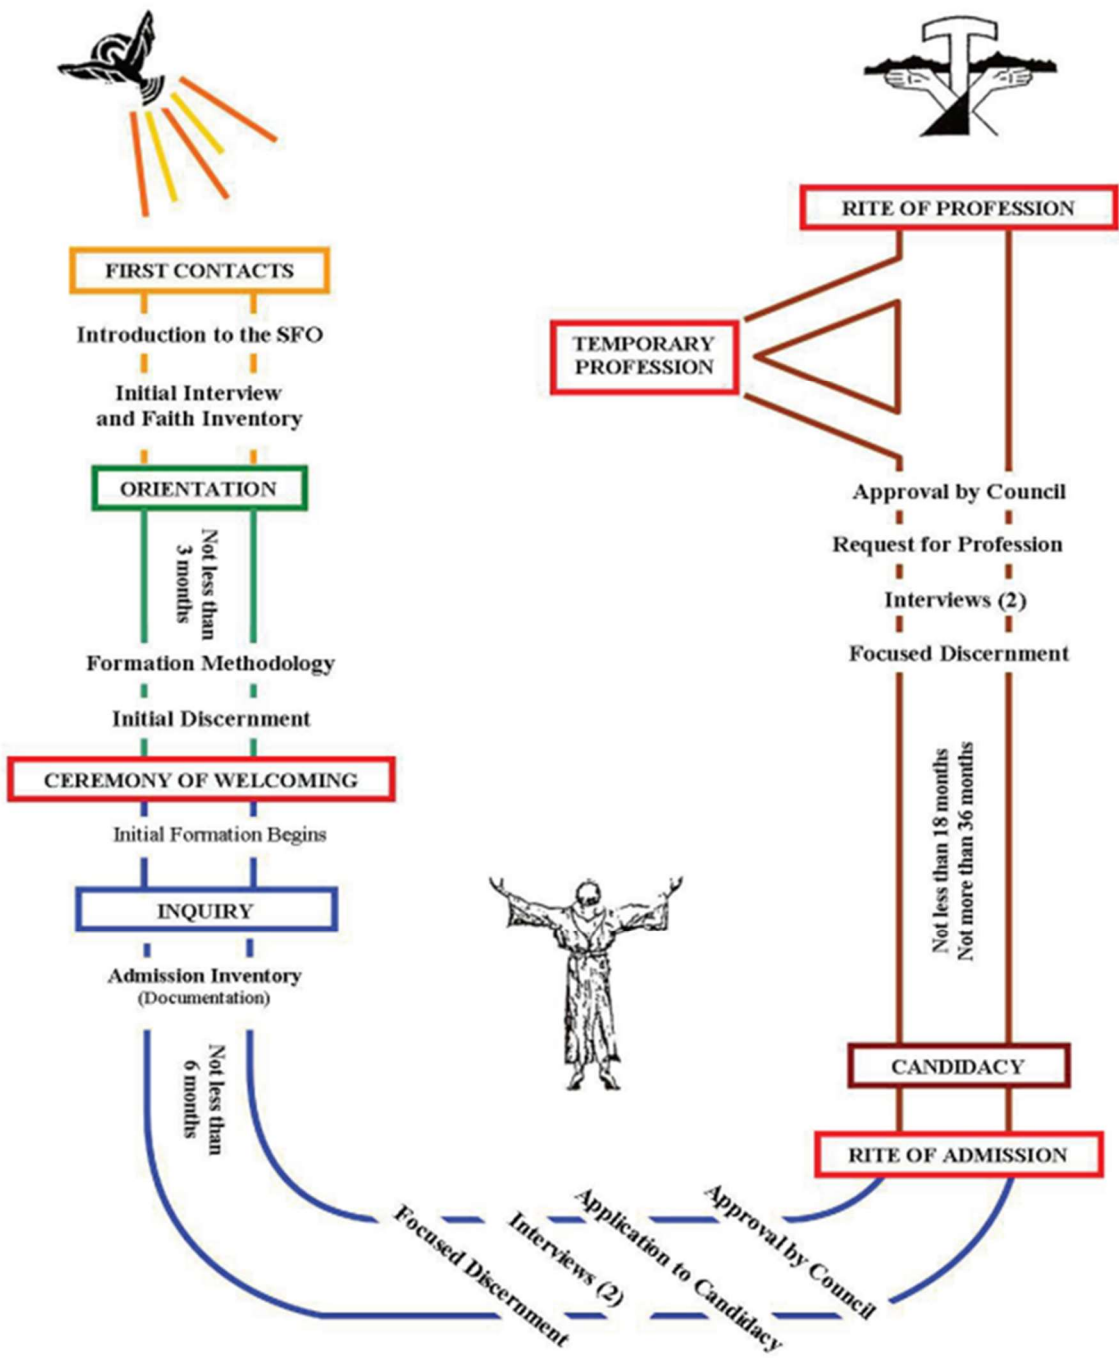 FIRST CONTACTS
Introduction to the SFO
Initial Interview
and Faith Inventory
ORIENTATION
Not less than
3 months
Formation Methodology
Initial Discernment
CEREMONY OF WELCOMING
Initial Formation Begins
INQUIRY
Admission Inventory
(Documentation)
Not less than
6 months
Focused Discernment
Interviews (2)
Application to Candidacy
Approval by Council
RITE OF ADMISSION
CANDIDACY
Not less than 18 months
Not more than 36 months
Focused Discernment
Interviews (2)
Request for Profession
Approval by Council
TEMPORARY
PROFESSION
RITE OF PROFESSION